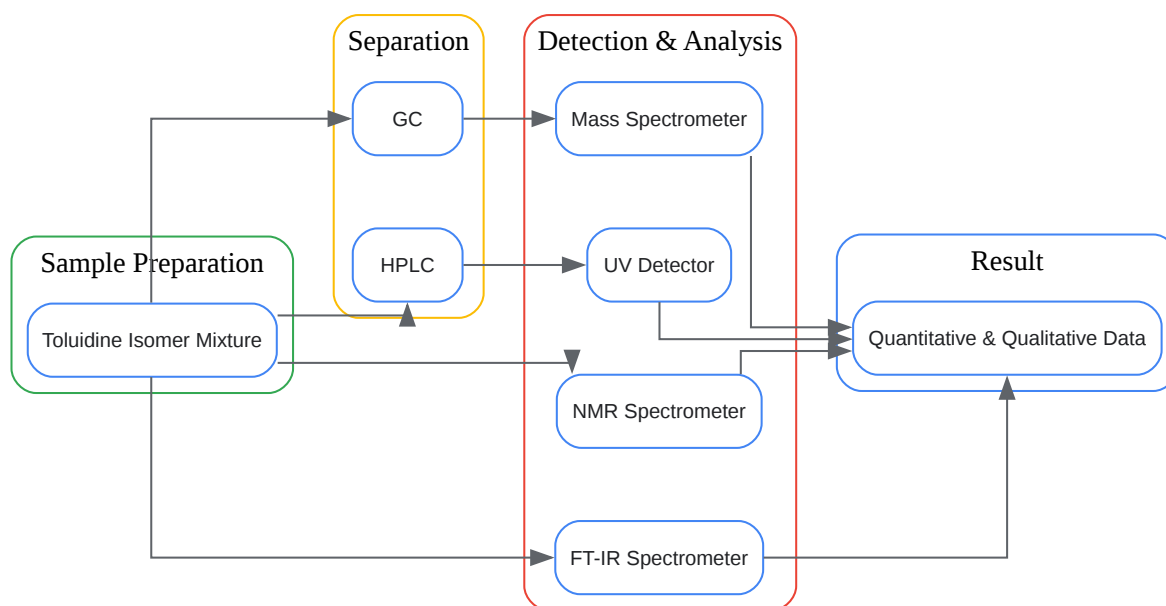 Separation
Detection & Analysis
GC
Mass Spectrometer
Sample Preparation
HPLC
UV Detector
Result
Toluidine Isomer Mixture
Quantitative & Qualitative Data
NMR Spectrometer
FT-IR Spectrometer